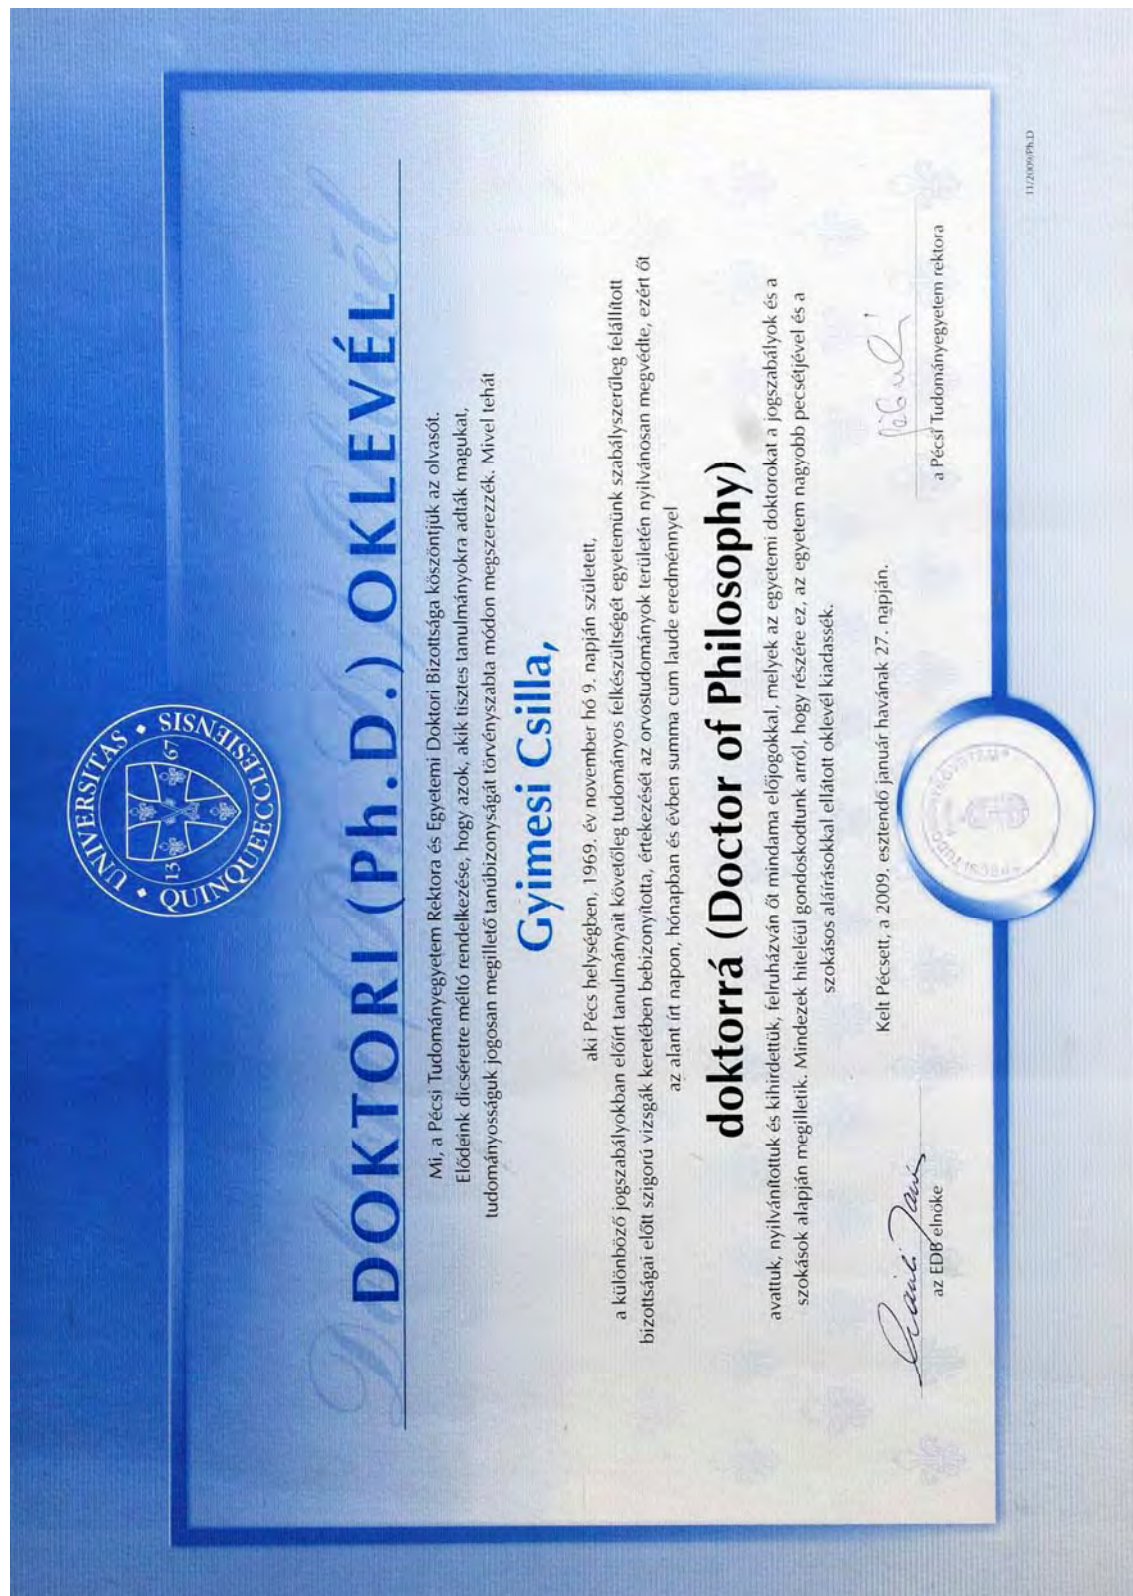 UNIVERSITAS
QUINQUEECCLESIENSIS
13 67
DOKTORI (Ph.D.) OKLEVÉL
Mi, a Pécsi Tudományegyetem Rektora és Egyetemi Doktori Bizottsága köszöntjük az olvasót.
Elődeink dicséretre méltó rendelkezése, hogy azok, akik tisztes tanulmányokra adták magukat,
tudományosságuk jogosan megillető tanúbizonyságát törvényszabta módon megszerezzék. Mivel tehát
Gyimesi Csilla,
aki Pécs helységben, 1969. év november hó 9. napján született,
a különböző jogszabályokban előírt tanulmányait követőleg tudományos felkészültségét egyetemünk szabályszerűleg felállított
bizottságai előtt szigorú vizsgák keretében bebizonyította, értekezését az orvostudományok területén nyilvánosan megvédte, ezért őt
az alant írt napon, hónapban és évben summa cum laude eredménnyel
doktorrá (Doctor of Philosophy)
avattuk, nyilvánítottuk és kihirdettük, felruházván őt mindama előjogokkal, melyek az egyetemi doktorokat a jogszabályok és a
szokások alapján megilletik. Mindezek hiteléül gondoskodtunk arról, hogy részére ez, az egyetem nagyobb pecsétjével és a
szokásos aláírásokkal ellátott oklevél kiadassék.
Kelt Pécsett, a 2009. esztendő január havának 27. napján.
az EDB elnöke
a Pécsi Tudományegyetem rektora
11/2009/Ph.D